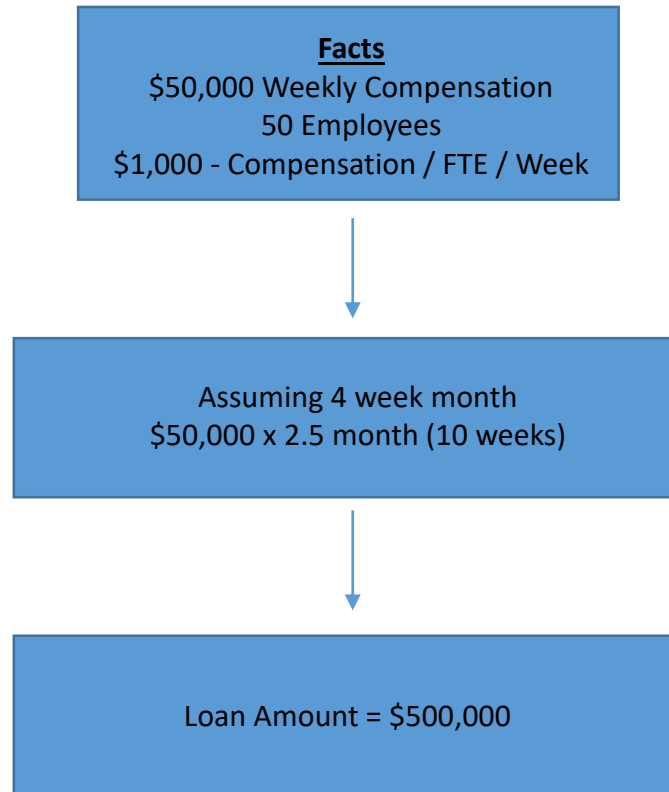 Facts
$50,000 Weekly Compensation
50 Employees
$1,000 - Compensation / FTE / Week
Assuming 4 week month
$50,000 x 2.5 month (10 weeks)
Loan Amount = $500,000